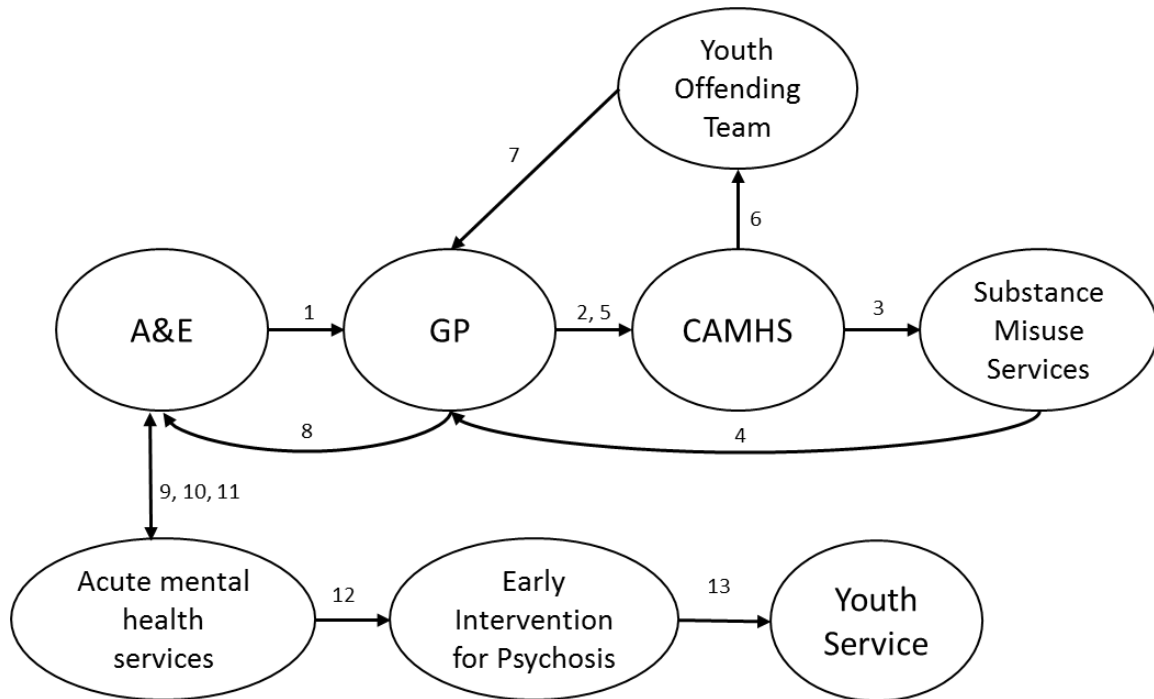 Youth
Offending
Team
7
6
A&E
1
GP
2, 5
CAMHS
3
Substance
Misuse
Services
8
4
9, 10, 11
Acute mental
health
services
12
Early
Intervention
for Psychosis
13
Youth
Service